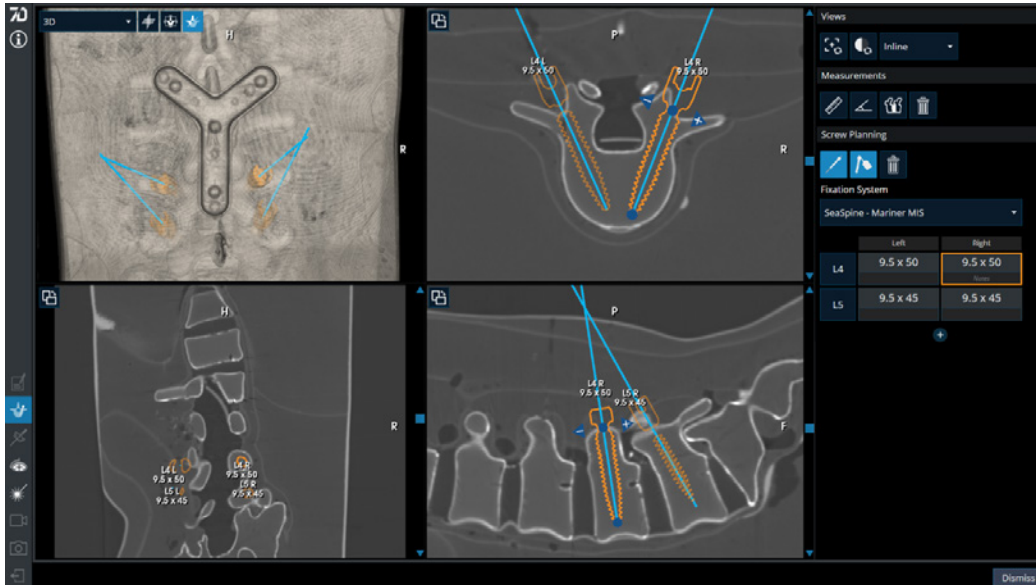 7D
3D
H
R
P
L4 L
9.5 x 50
L4 R
9.5 x 50
R
Views
Inline
Measurements
Screw Planning
Fixation System
SeaSpine - Mariner MIS
Left
Right
L4
9.5 x 50
9.5 x 50
None
L5
9.5 x 45
9.5 x 45
H
R
L4 L
9.5 x 50
L5 L
9.5 x 45
L4 R
9.5 x 50
L5 R
9.5 x 45
P
L4 R
9.5 x 50
L5 R
9.5 x 45
F
Dismiss